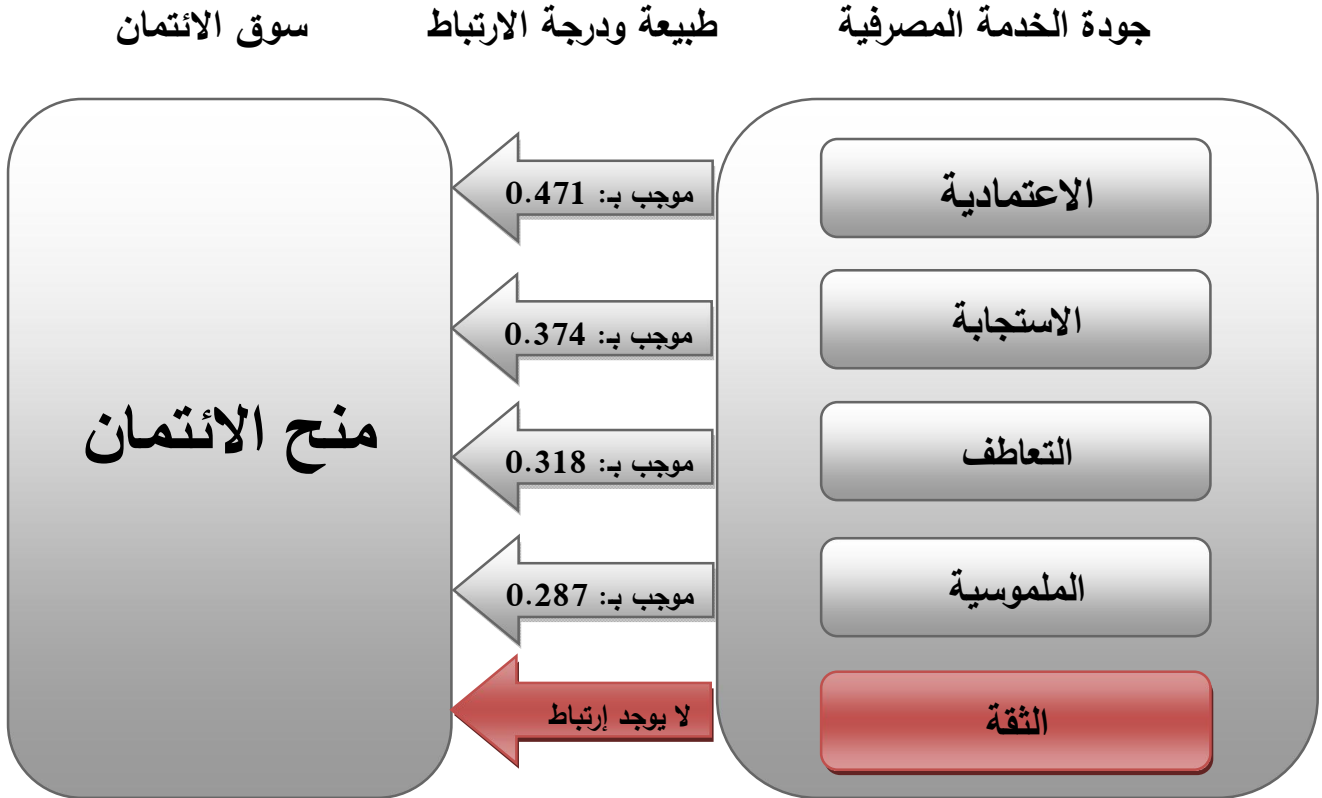 جودة الخدمة المصرفية
طبيعة ودرجة الارتباط
سوق الائتمان
الاعتمادية
موجب بـ: 0.471
الاستجابة
موجب بـ: 0.374
التعاطف
موجب بـ: 0.318
الملموسية
موجب بـ: 0.287
الثقة
لا يوجد إرتباط
منح الائتمان